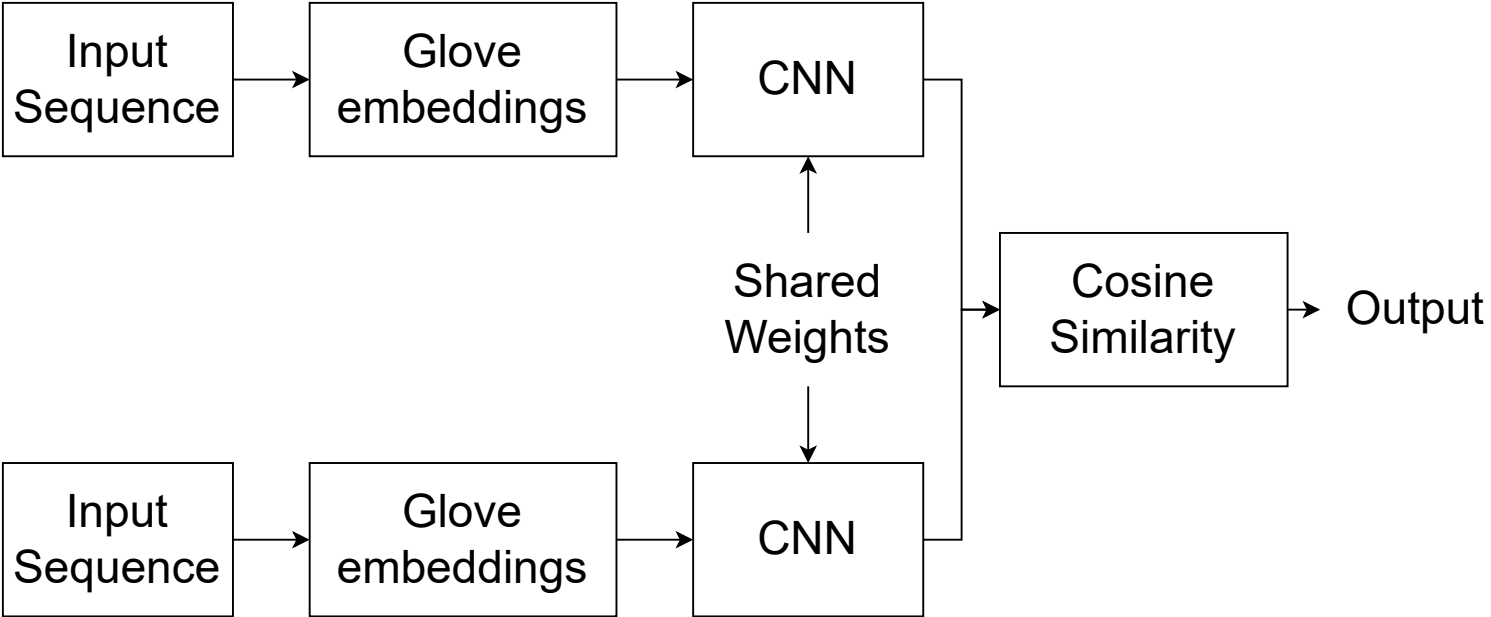 Input
Sequence
Glove
embeddings
CNN
Shared
Weights
Cosine
Similarity
Output
Input
Sequence
Glove
embeddings
CNN